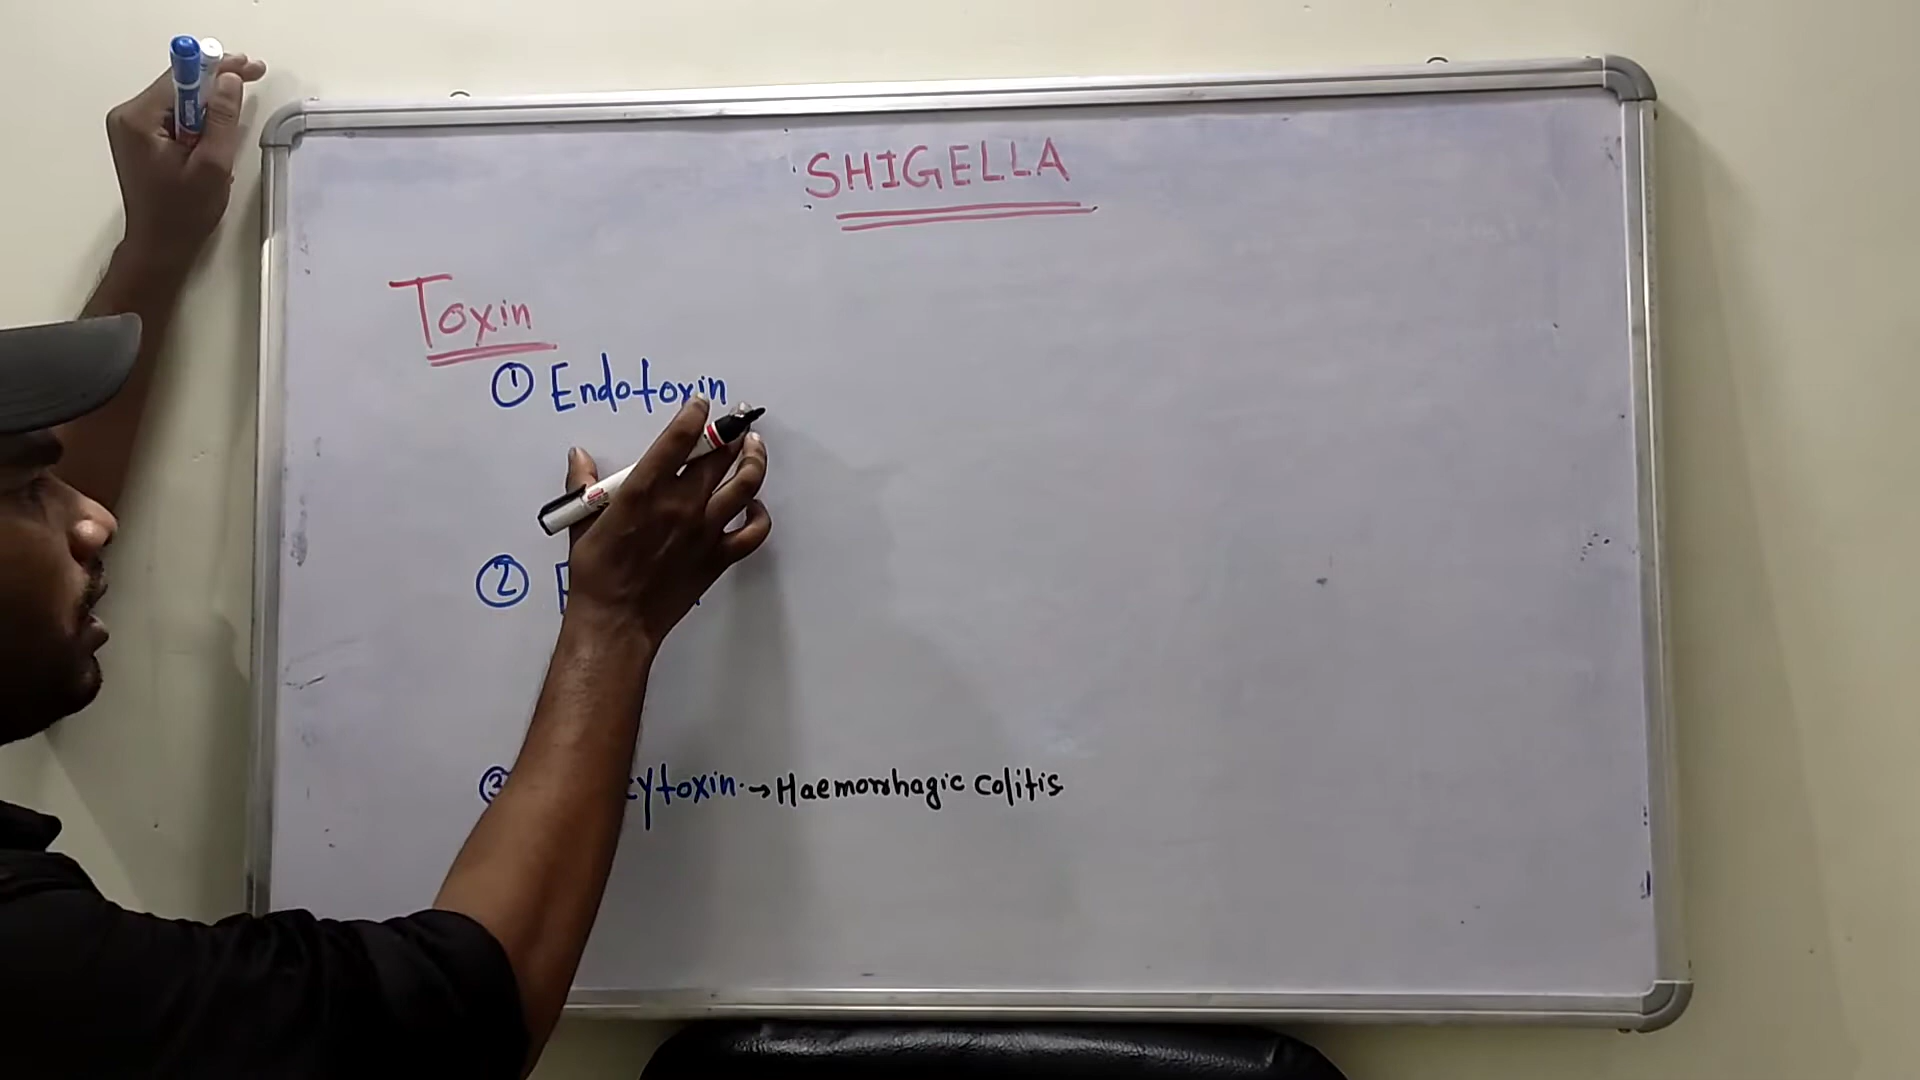 SHIGELLA
Toxin
① Endotoxin
②
③ cytoxin. → Haemorrhagic colitis